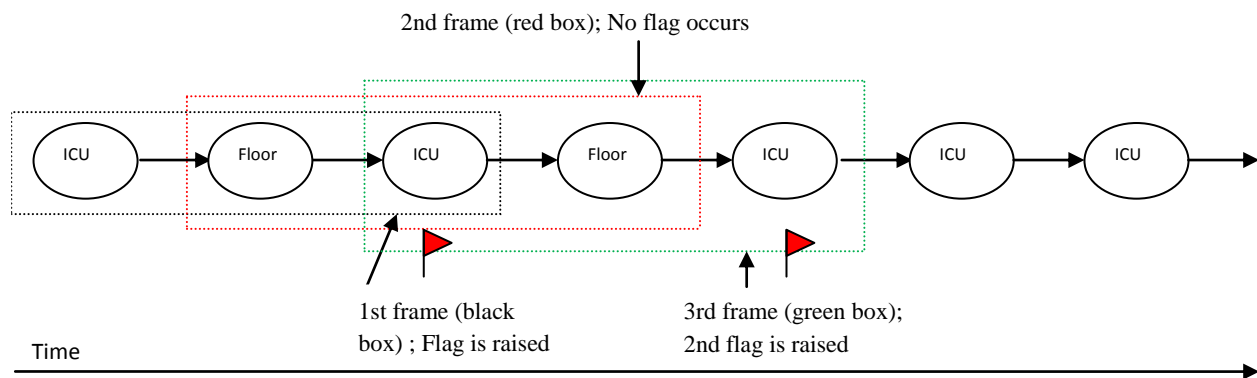 2nd frame (red box); No flag occurs
ICU
Floor
ICU
Floor
ICU
ICU
ICU
1st frame (black
box) ; Flag is raised
3rd frame (green box);
2nd flag is raised
Time